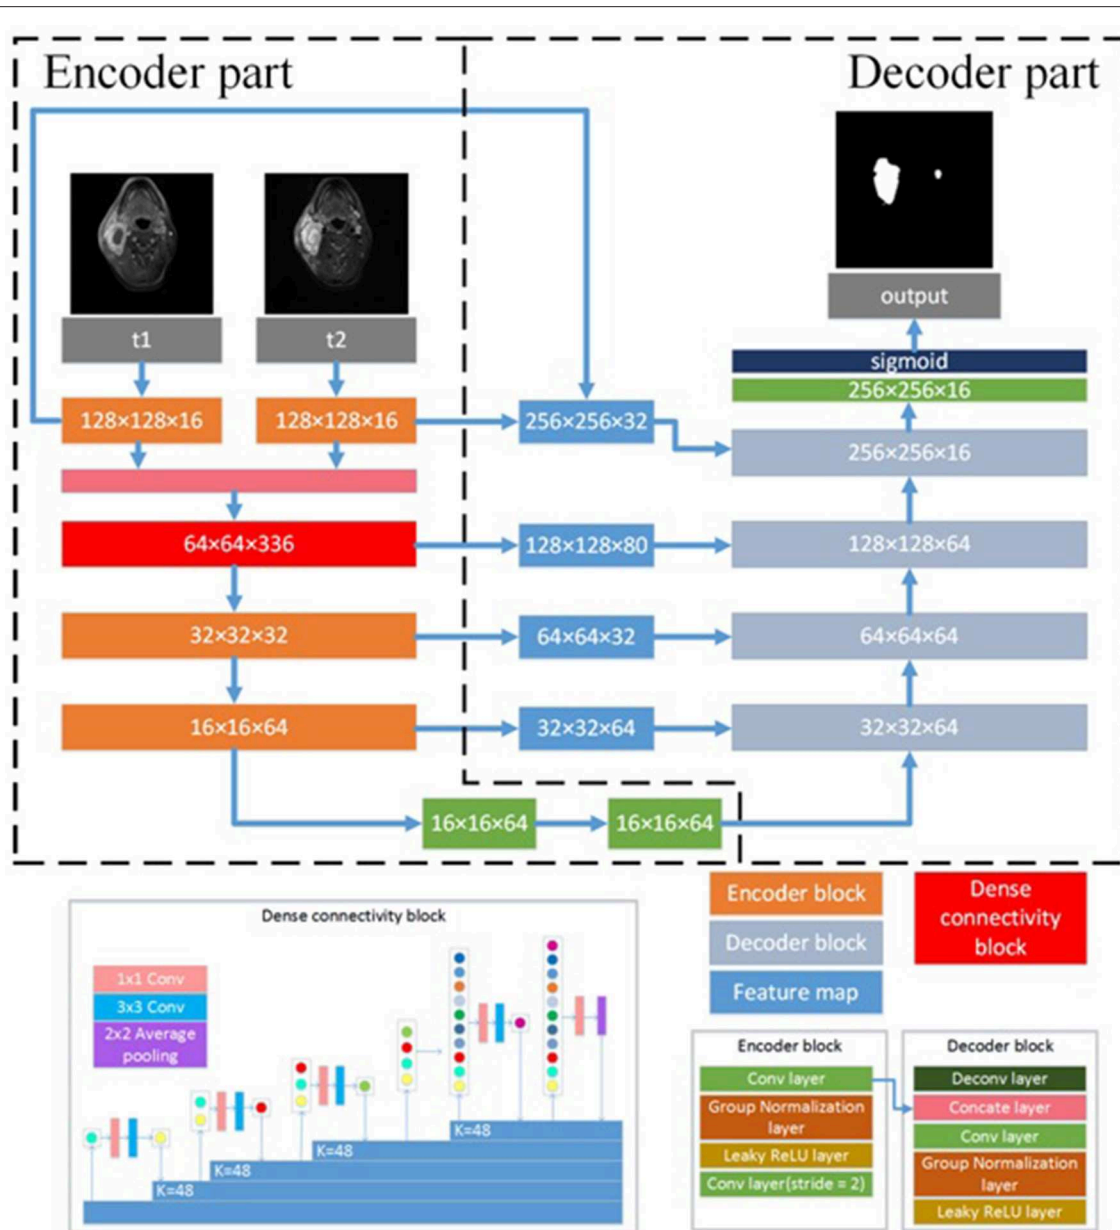 Encoder part
Decoder part
t1
t2
output
sigmoid
256×256×16
128×128×16
128×128×16
256×256×32
256×256×16
64×64×336
128×128×80
128×128×64
32×32×32
64×64×32
64×64×64
16×16×64
32×32×64
32×32×64
16×16×64
16×16×64
Dense connectivity block
1x1 Conv
3x3 Conv
2x2 Average
pooling
K=48
K=48
K=48
K=48
Encoder block
Decoder block
Feature map
Dense
connectivity
block
Encoder block
Conv layer
Group Normalization
layer
Leaky ReLU layer
Conv layer(stride = 2)
Decoder block
Deconv layer
Concate layer
Conv layer
Group Normalization
layer
Leaky ReLU layer